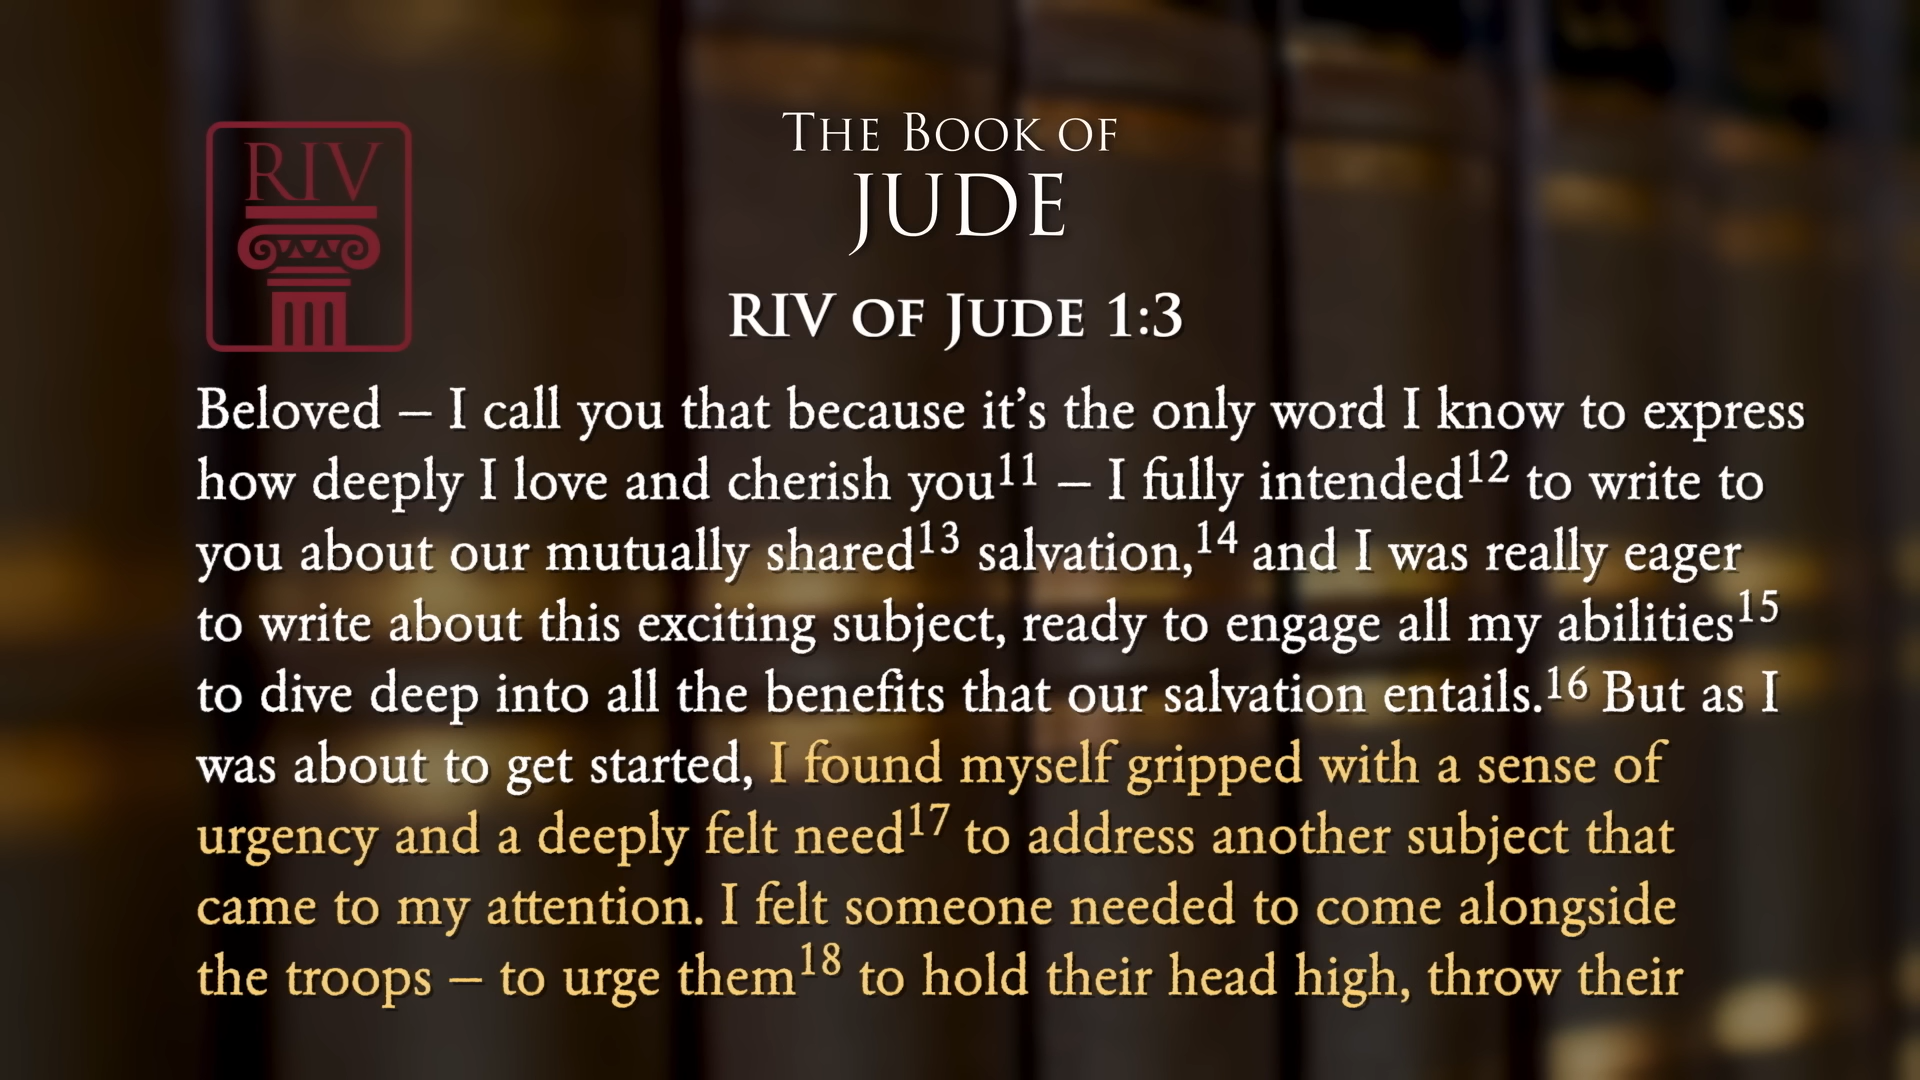 RIV
The Book of
JUDE
RIV of Jude 1:3
Beloved – I call you that because it’s the only word I know to express
how deeply I love and cherish you¹¹ – I fully intended¹² to write to
you about our mutually shared¹³ salvation,¹⁴ and I was really eager
to write about this exciting subject, ready to engage all my abilities¹⁵
to dive deep into all the benefits that our salvation entails.¹⁶ But as I
was about to get started, I found myself gripped with a sense of
urgency and a deeply felt need¹⁷ to address another subject that
came to my attention. I felt someone needed to come alongside
the troops – to urge them¹⁸ to hold their head high, throw their